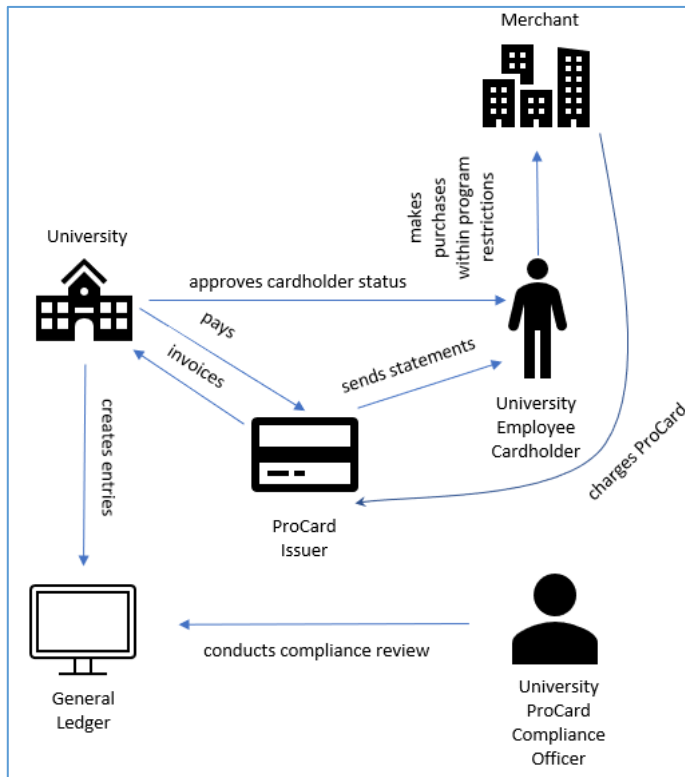 Merchant
makes
purchases
within program
restrictions
University
approves cardholder status
pays
invoices
sends statements
University
Employee
Cardholder
creates entries
charges ProCard
ProCard
Issuer
conducts compliance review
General
Ledger
University
ProCard
Compliance
Officer